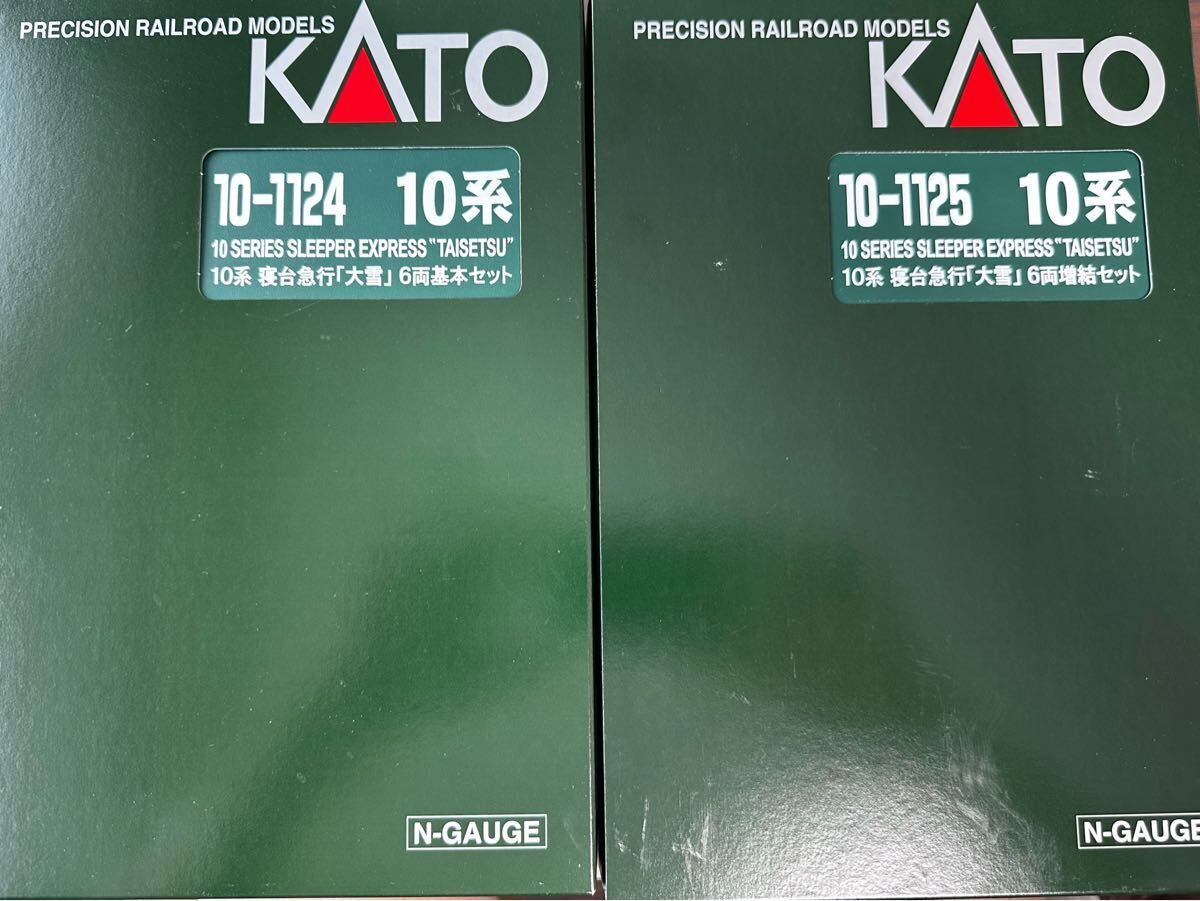 PRECISION RAILROAD MODELS
KATO
10-1124 10系
10 SERIES SLEEPER EXPRESS "TAISETSU"
10系 寝台急行「大雪」 6両基本セット
N-GAUGE
PRECISION RAILROAD MODELS
KATO
10-1125 10系
10 SERIES SLEEPER EXPRESS "TAISETSU"
10系 寝台急行「大雪」 6両増結セット
N-GAUGE